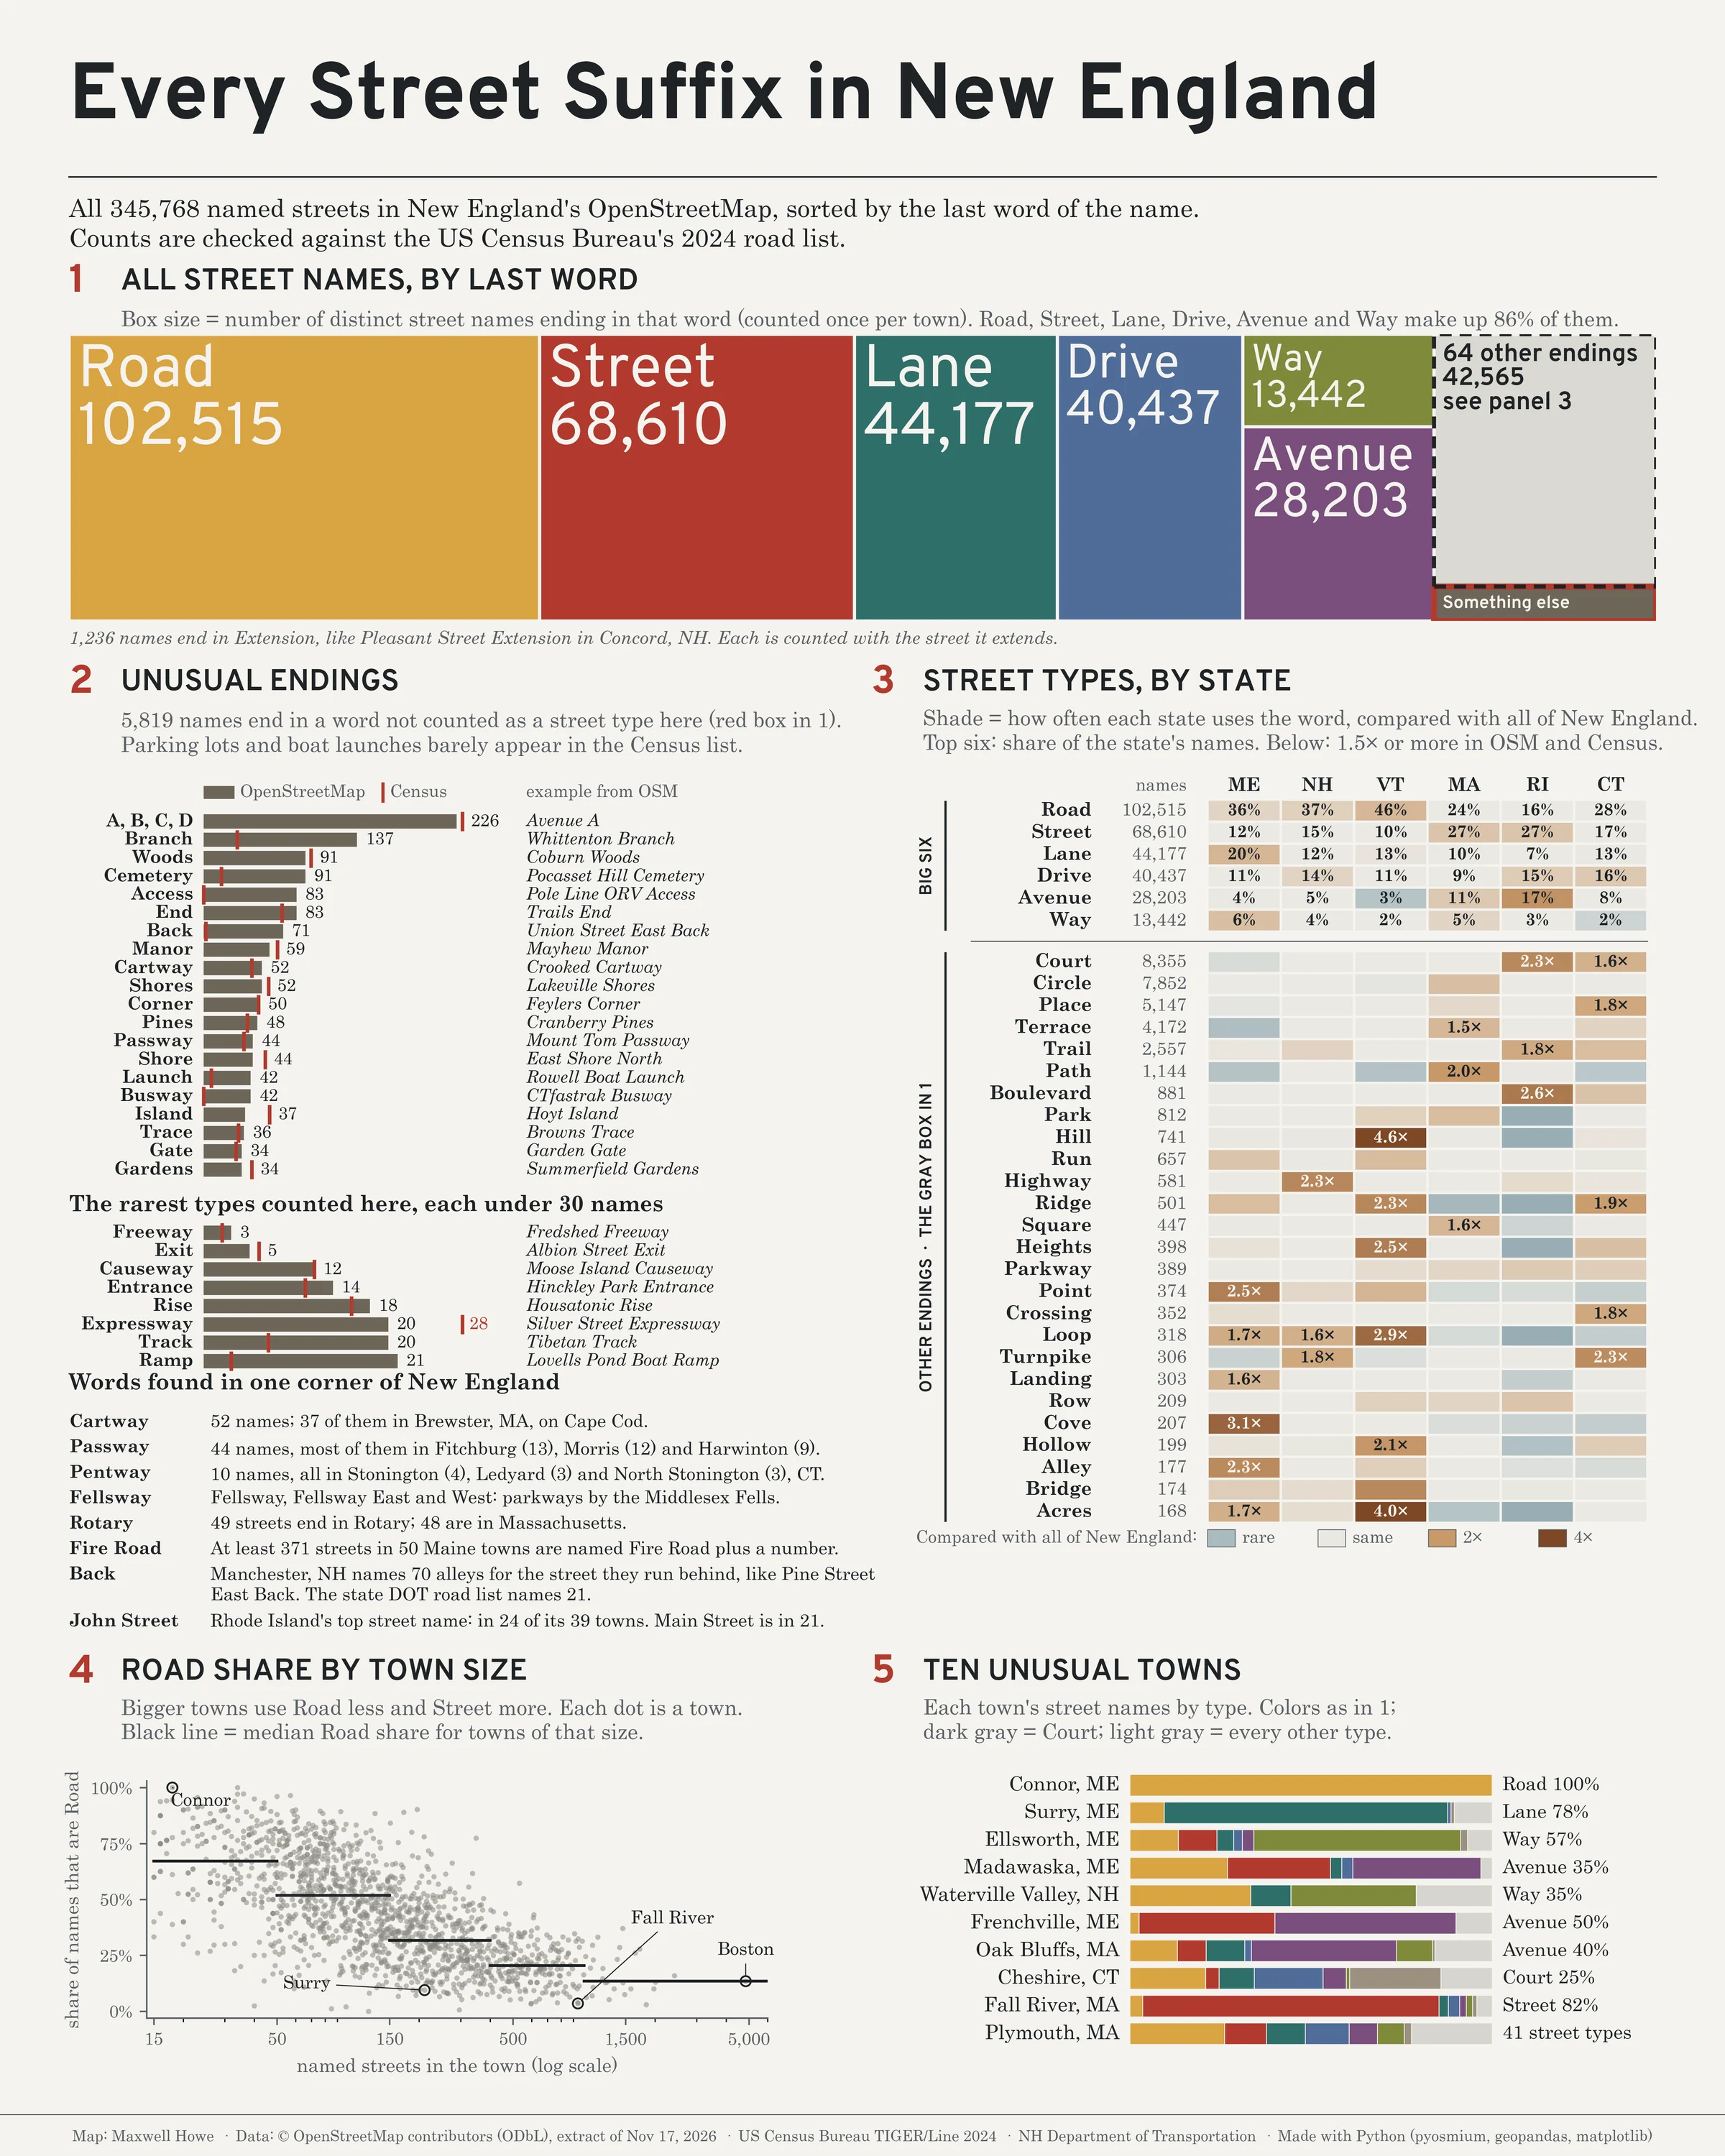 Every Street Suffix in New England
All 345,768 named streets in New England's OpenStreetMap, sorted by the last word of the name.
Counts are checked against the US Census Bureau's 2024 road list.
1 ALL STREET NAMES, BY LAST WORD
Box size = number of distinct street names ending in that word (counted once per town). Road, Street, Lane, Drive, Avenue and Way make up 86% of them.
Road
102,515
Street
68,610
Lane
44,177
Drive
40,437
Way
13,442
Avenue
28,203
64 other endings
42,565
see panel 3
Something else
1,236 names end in Extension, like Pleasant Street Extension in Concord, NH. Each is counted with the street it extends.
2 UNUSUAL ENDINGS
5,819 names end in a word not counted as a street type here (red box in 1).
Parking lots and boat launches barely appear in the Census list.
OpenStreetMap Census example from OSM
A, B, C, D 226 Avenue A
Branch 137 Whittenton Branch
Woods 91 Coburn Woods
Cemetery 91 Pocasset Hill Cemetery
Access 83 Pole Line ORV Access
End 83 Trails End
Back 71 Union Street East Back
Manor 59 Mayhew Manor
Cartway 52 Crooked Cartway
Shores 52 Lakeville Shores
Corner 50 Feylers Corner
Pines 48 Cranberry Pines
Passway 44 Mount Tom Passway
Shore 44 East Shore North
Launch 42 Rowell Boat Launch
Busway 42 CTfastrak Busway
Island 37 Hoyt Island
Trace 36 Browns Trace
Gate 34 Garden Gate
Gardens 34 Summerfield Gardens
The rarest types counted here, each under 30 names
Freeway 3 Fredshed Freeway
Exit 5 Albion Street Exit
Causeway 12 Moose Island Causeway
Entrance 14 Hinckley Park Entrance
Rise 18 Housatonic Rise
Expressway 20 28 Silver Street Expressway
Track 20 Tibetan Track
Ramp 21 Lovells Pond Boat Ramp
Words found in one corner of New England
Cartway 52 names; 37 of them in Brewster, MA, on Cape Cod.
Passway 44 names, most of them in Fitchburg (13), Morris (12) and Harwinton (9).
Pentway 10 names, all in Stonington (4), Ledyard (3) and North Stonington (3), CT.
Fellsway Fellsway, Fellsway East and West: parkways by the Middlesex Fells.
Rotary 49 streets end in Rotary; 48 are in Massachusetts.
Fire Road At least 371 streets in 50 Maine towns are named Fire Road plus a number.
Back Manchester, NH names 70 alleys for the street they run behind, like Pine Street
East Back. The state DOT road list names 21.
John Street Rhode Island's top street name: in 24 of its 39 towns. Main Street is in 21.
3 STREET TYPES, BY STATE
Shade = how often each state uses the word, compared with all of New England.
Top six: share of the state's names. Below: 1.5× or more in OSM and Census.
names ME NH VT MA RI CT
BIG SIX
Road 102,515 36% 37% 46% 24% 16% 28%
Street 68,610 12% 15% 10% 27% 27% 17%
Lane 44,177 20% 12% 13% 10% 7% 13%
Drive 40,437 11% 14% 11% 9% 15% 16%
Avenue 28,203 4% 5% 3% 11% 17% 8%
Way 13,442 6% 4% 2% 5% 3% 2%
OTHER ENDINGS · THE GRAY BOX IN 1
Court 8,355 2.3× 1.6×
Circle 7,852
Place 5,147 1.8×
Terrace 4,172 1.5×
Trail 2,557 1.8×
Path 1,144 2.0×
Boulevard 881 2.6×
Park 812
Hill 741 4.6×
Run 657
Highway 581 2.3×
Ridge 501 2.3× 1.9×
Square 447 1.6×
Heights 398 2.5×
Parkway 389
Point 374 2.5×
Crossing 352 1.8×
Loop 318 1.7× 1.6× 2.9×
Turnpike 306 1.8× 2.3×
Landing 303 1.6×
Row 209
Cove 207 3.1×
Hollow 199 2.1×
Alley 177 2.3×
Bridge 174
Acres 168 1.7× 4.0×
Compared with all of New England: rare same 2× 4×
4 ROAD SHARE BY TOWN SIZE
Bigger towns use Road less and Street more. Each dot is a town.
Black line = median Road share for towns of that size.
share of names that are Road
100%
75%
50%
25%
0%
Connor
Surry
Fall River
Boston
15 50 150 500 1,500 5,000
named streets in the town (log scale)
5 TEN UNUSUAL TOWNS
Each town's street names by type. Colors as in 1;
dark gray = Court; light gray = every other type.
Connor, ME Road 100%
Surry, ME Lane 78%
Ellsworth, ME Way 57%
Madawaska, ME Avenue 35%
Waterville Valley, NH Way 35%
Frenchville, ME Avenue 50%
Oak Bluffs, MA Avenue 40%
Cheshire, CT Court 25%
Fall River, MA Street 82%
Plymouth, MA 41 street types
Map: Maxwell Howe · Data: © OpenStreetMap contributors (ODbL), extract of Nov 17, 2026 · US Census Bureau TIGER/Line 2024 · NH Department of Transportation · Made with Python (pyosmium, geopandas, matplotlib)